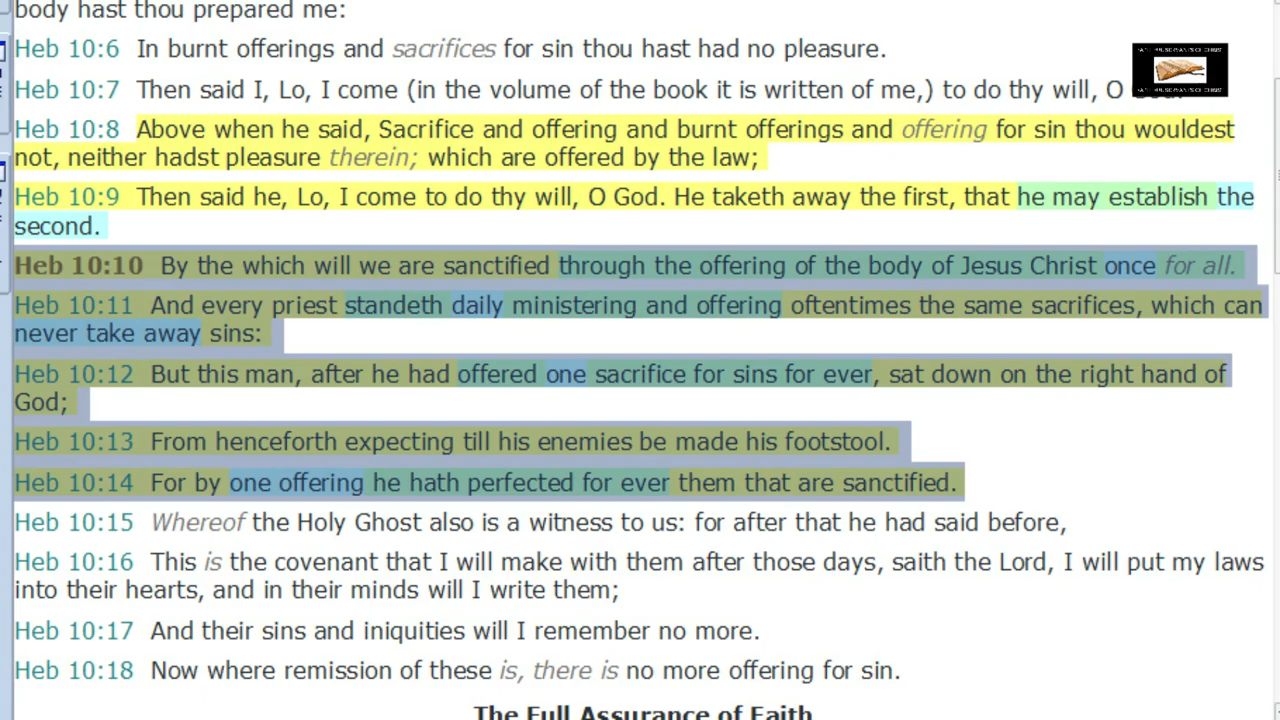 body hast thou prepared me:
Heb 10:6 In burnt offerings and sacrifices for sin thou hast had no pleasure.
Heb 10:7 Then said I, Lo, I come (in the volume of the book it is written of me,) to do thy will, O
Heb 10:8 Above when he said, Sacrifice and offering and burnt offerings and offering for sin thou wouldest
not, neither hadst pleasure therein; which are offered by the law;
Heb 10:9 Then said he, Lo, I come to do thy will, O God. He taketh away the first, that he may establish the
second.
Heb 10:10 By the which will we are sanctified through the offering of the body of Jesus Christ once for all.
Heb 10:11 And every priest standeth daily ministering and offering oftentimes the same sacrifices, which can
never take away sins:
Heb 10:12 But this man, after he had offered one sacrifice for sins for ever, sat down on the right hand of
God;
Heb 10:13 From henceforth expecting till his enemies be made his footstool.
Heb 10:14 For by one offering he hath perfected for ever them that are sanctified.
Heb 10:15 Whereof the Holy Ghost also is a witness to us: for after that he had said before,
Heb 10:16 This is the covenant that I will make with them after those days, saith the Lord, I will put my laws
into their hearts, and in their minds will I write them;
Heb 10:17 And their sins and iniquities will I remember no more.
Heb 10:18 Now where remission of these is, there is no more offering for sin.
The Full Assurance of Faith